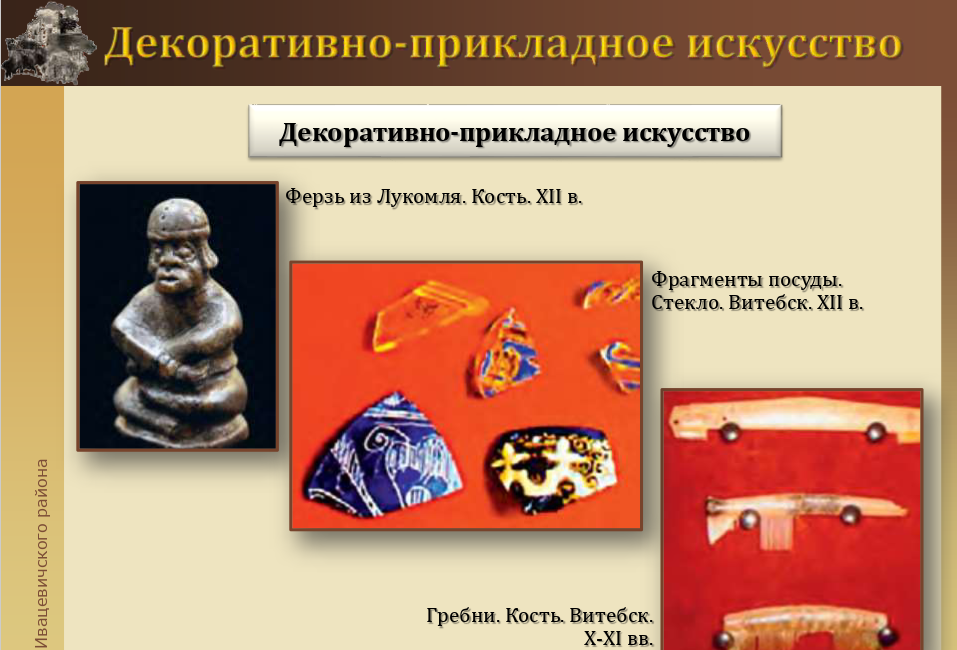 Декоративно-прикладное искусство
Декоративно-прикладное искусство
Ферзь из Лукомля. Кость. XII в.
Фрагменты посуды.
Стекло. Витебск. XII в.
Гребни. Кость. Витебск.
X-XI вв.
Ивацевичского района